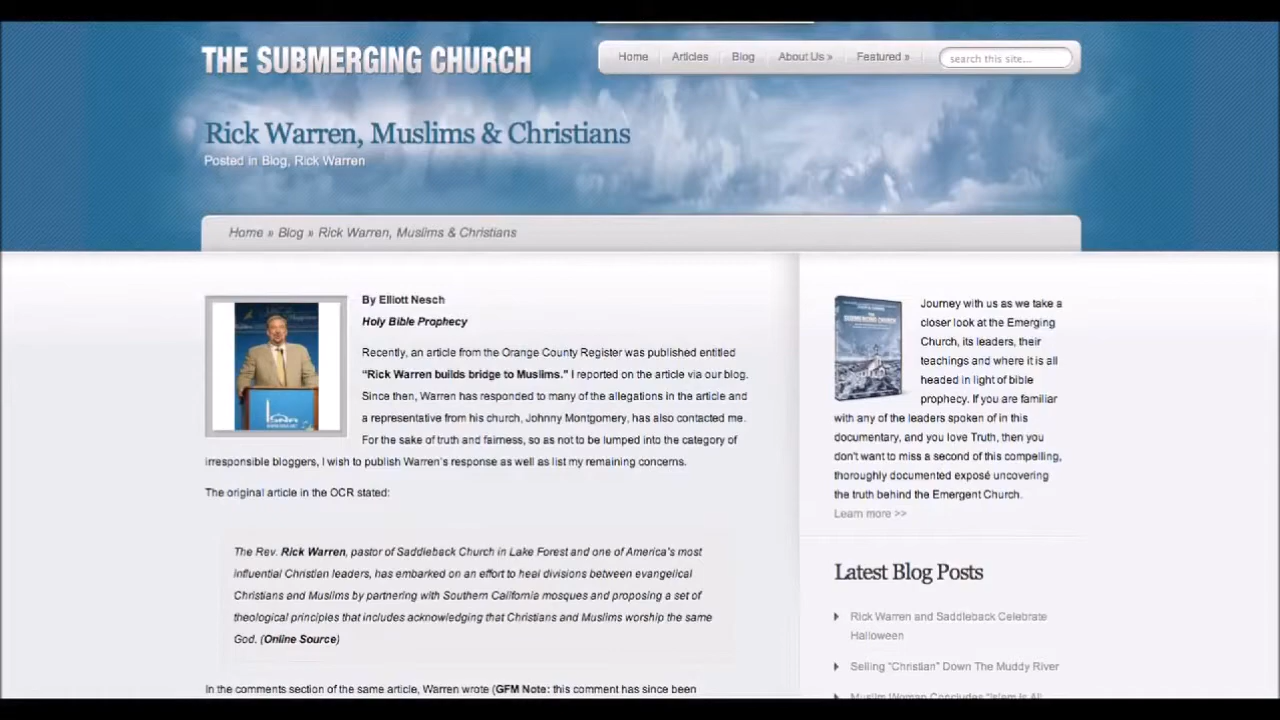 THE SUBMERGING CHURCH
Home Articles Blog About Us » Featured » search this site...
Rick Warren, Muslims & Christians
Posted in Blog, Rick Warren
Home » Blog » Rick Warren, Muslims & Christians
By Elliott Nesch
Holy Bible Prophecy
Recently, an article from the Orange County Register was published entitled
“Rick Warren builds bridge to Muslims.” I reported on the article via our blog.
Since then, Warren has responded to many of the allegations in the article and
a representative from his church, Johnny Montgomery, has also contacted me.
For the sake of truth and fairness, so as not to be lumped into the category of
irresponsible bloggers, I wish to publish Warren’s response as well as list my remaining concerns.
The original article in the OCR stated:
The Rev. Rick Warren, pastor of Saddleback Church in Lake Forest and one of America’s most
influential Christian leaders, has embarked on an effort to heal divisions between evangelical
Christians and Muslims by partnering with Southern California mosques and proposing a set of
theological principles that includes acknowledging that Christians and Muslims worship the same
God. (Online Source)
In the comments section of the same article, Warren wrote (GFM Note: this comment has since been
THE SUBMERGING CHURCH
Journey with us as we take a
closer look at the Emerging
Church, its leaders, their
teachings and where it is all
headed in light of bible
prophecy. If you are familiar
with any of the leaders spoken of in this
documentary, and you love Truth, then you
don't want to miss a second of this compelling,
thoroughly documented exposé uncovering
the truth behind the Emergent Church.
Learn more >>
Latest Blog Posts
Rick Warren and Saddleback Celebrate
Halloween
Selling “Christian” Down The Muddy River
Muslim Woman Concludes “Islam Is All